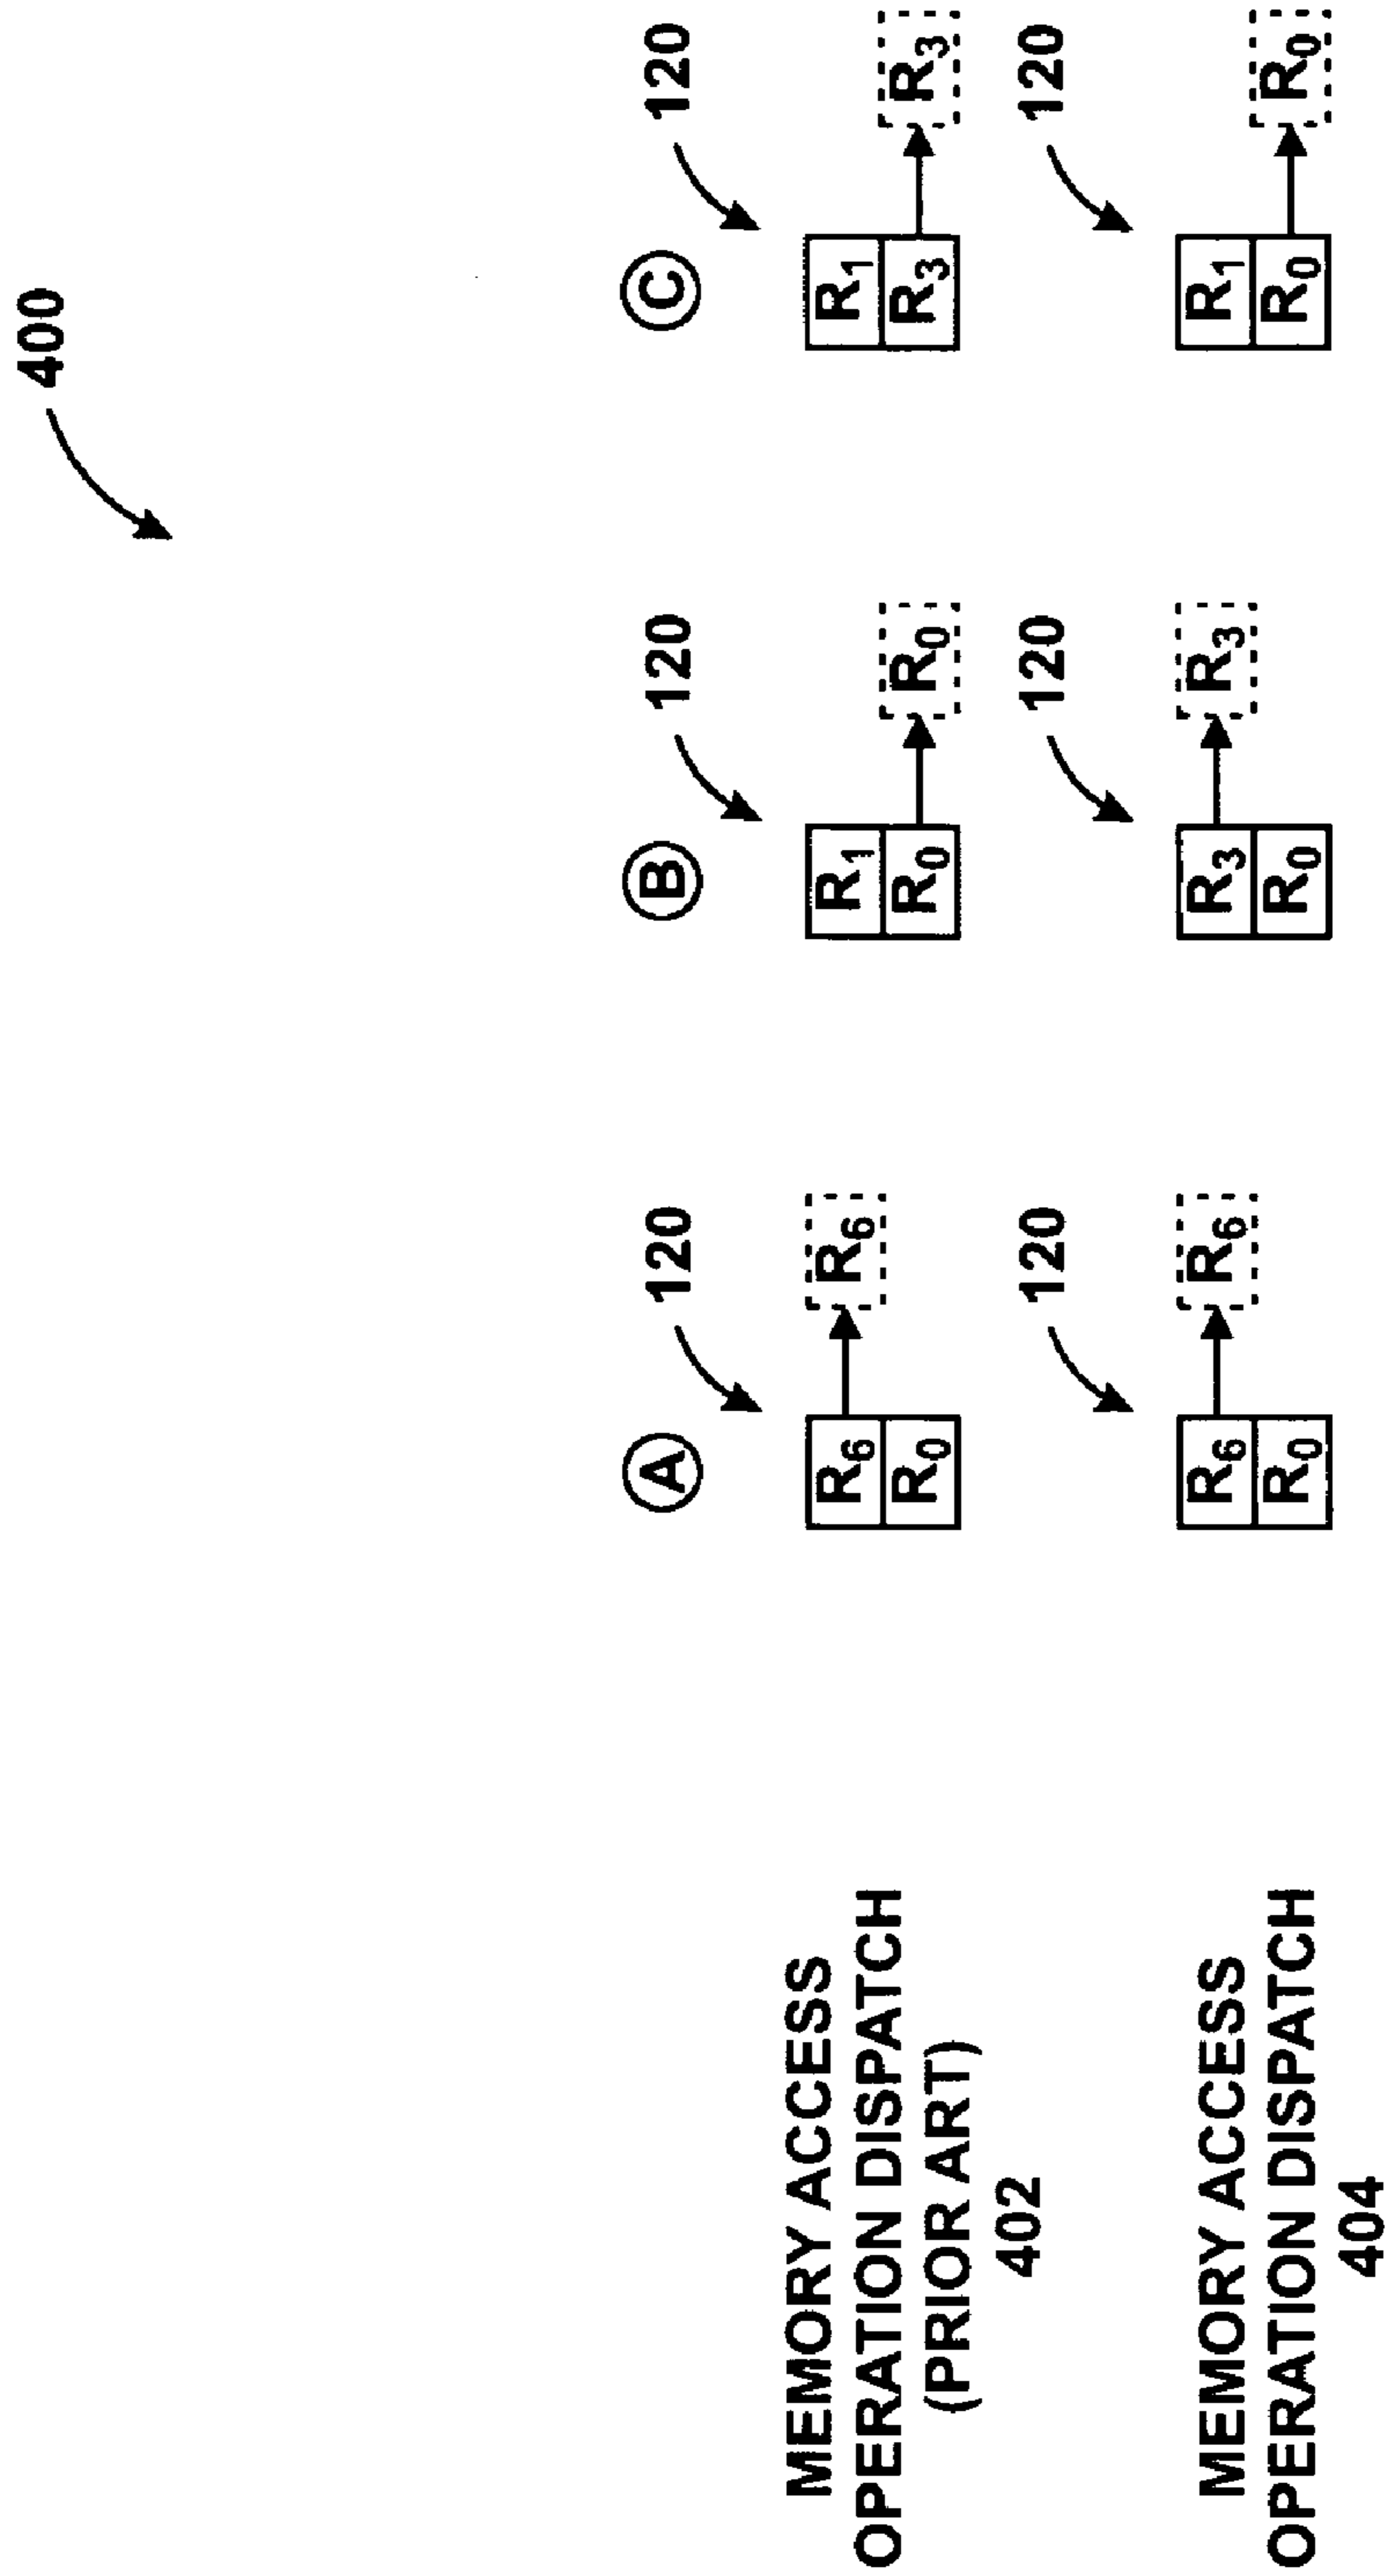 400
A
B
C
120
120
120
MEMORY ACCESS
OPERATION DISPATCH
(PRIOR ART)
402
R6
R0
R6
R1
R0
R0
R1
R3
R3
120
120
120
MEMORY ACCESS
OPERATION DISPATCH
404
R6
R0
R6
R3
R0
R3
R1
R0
R0